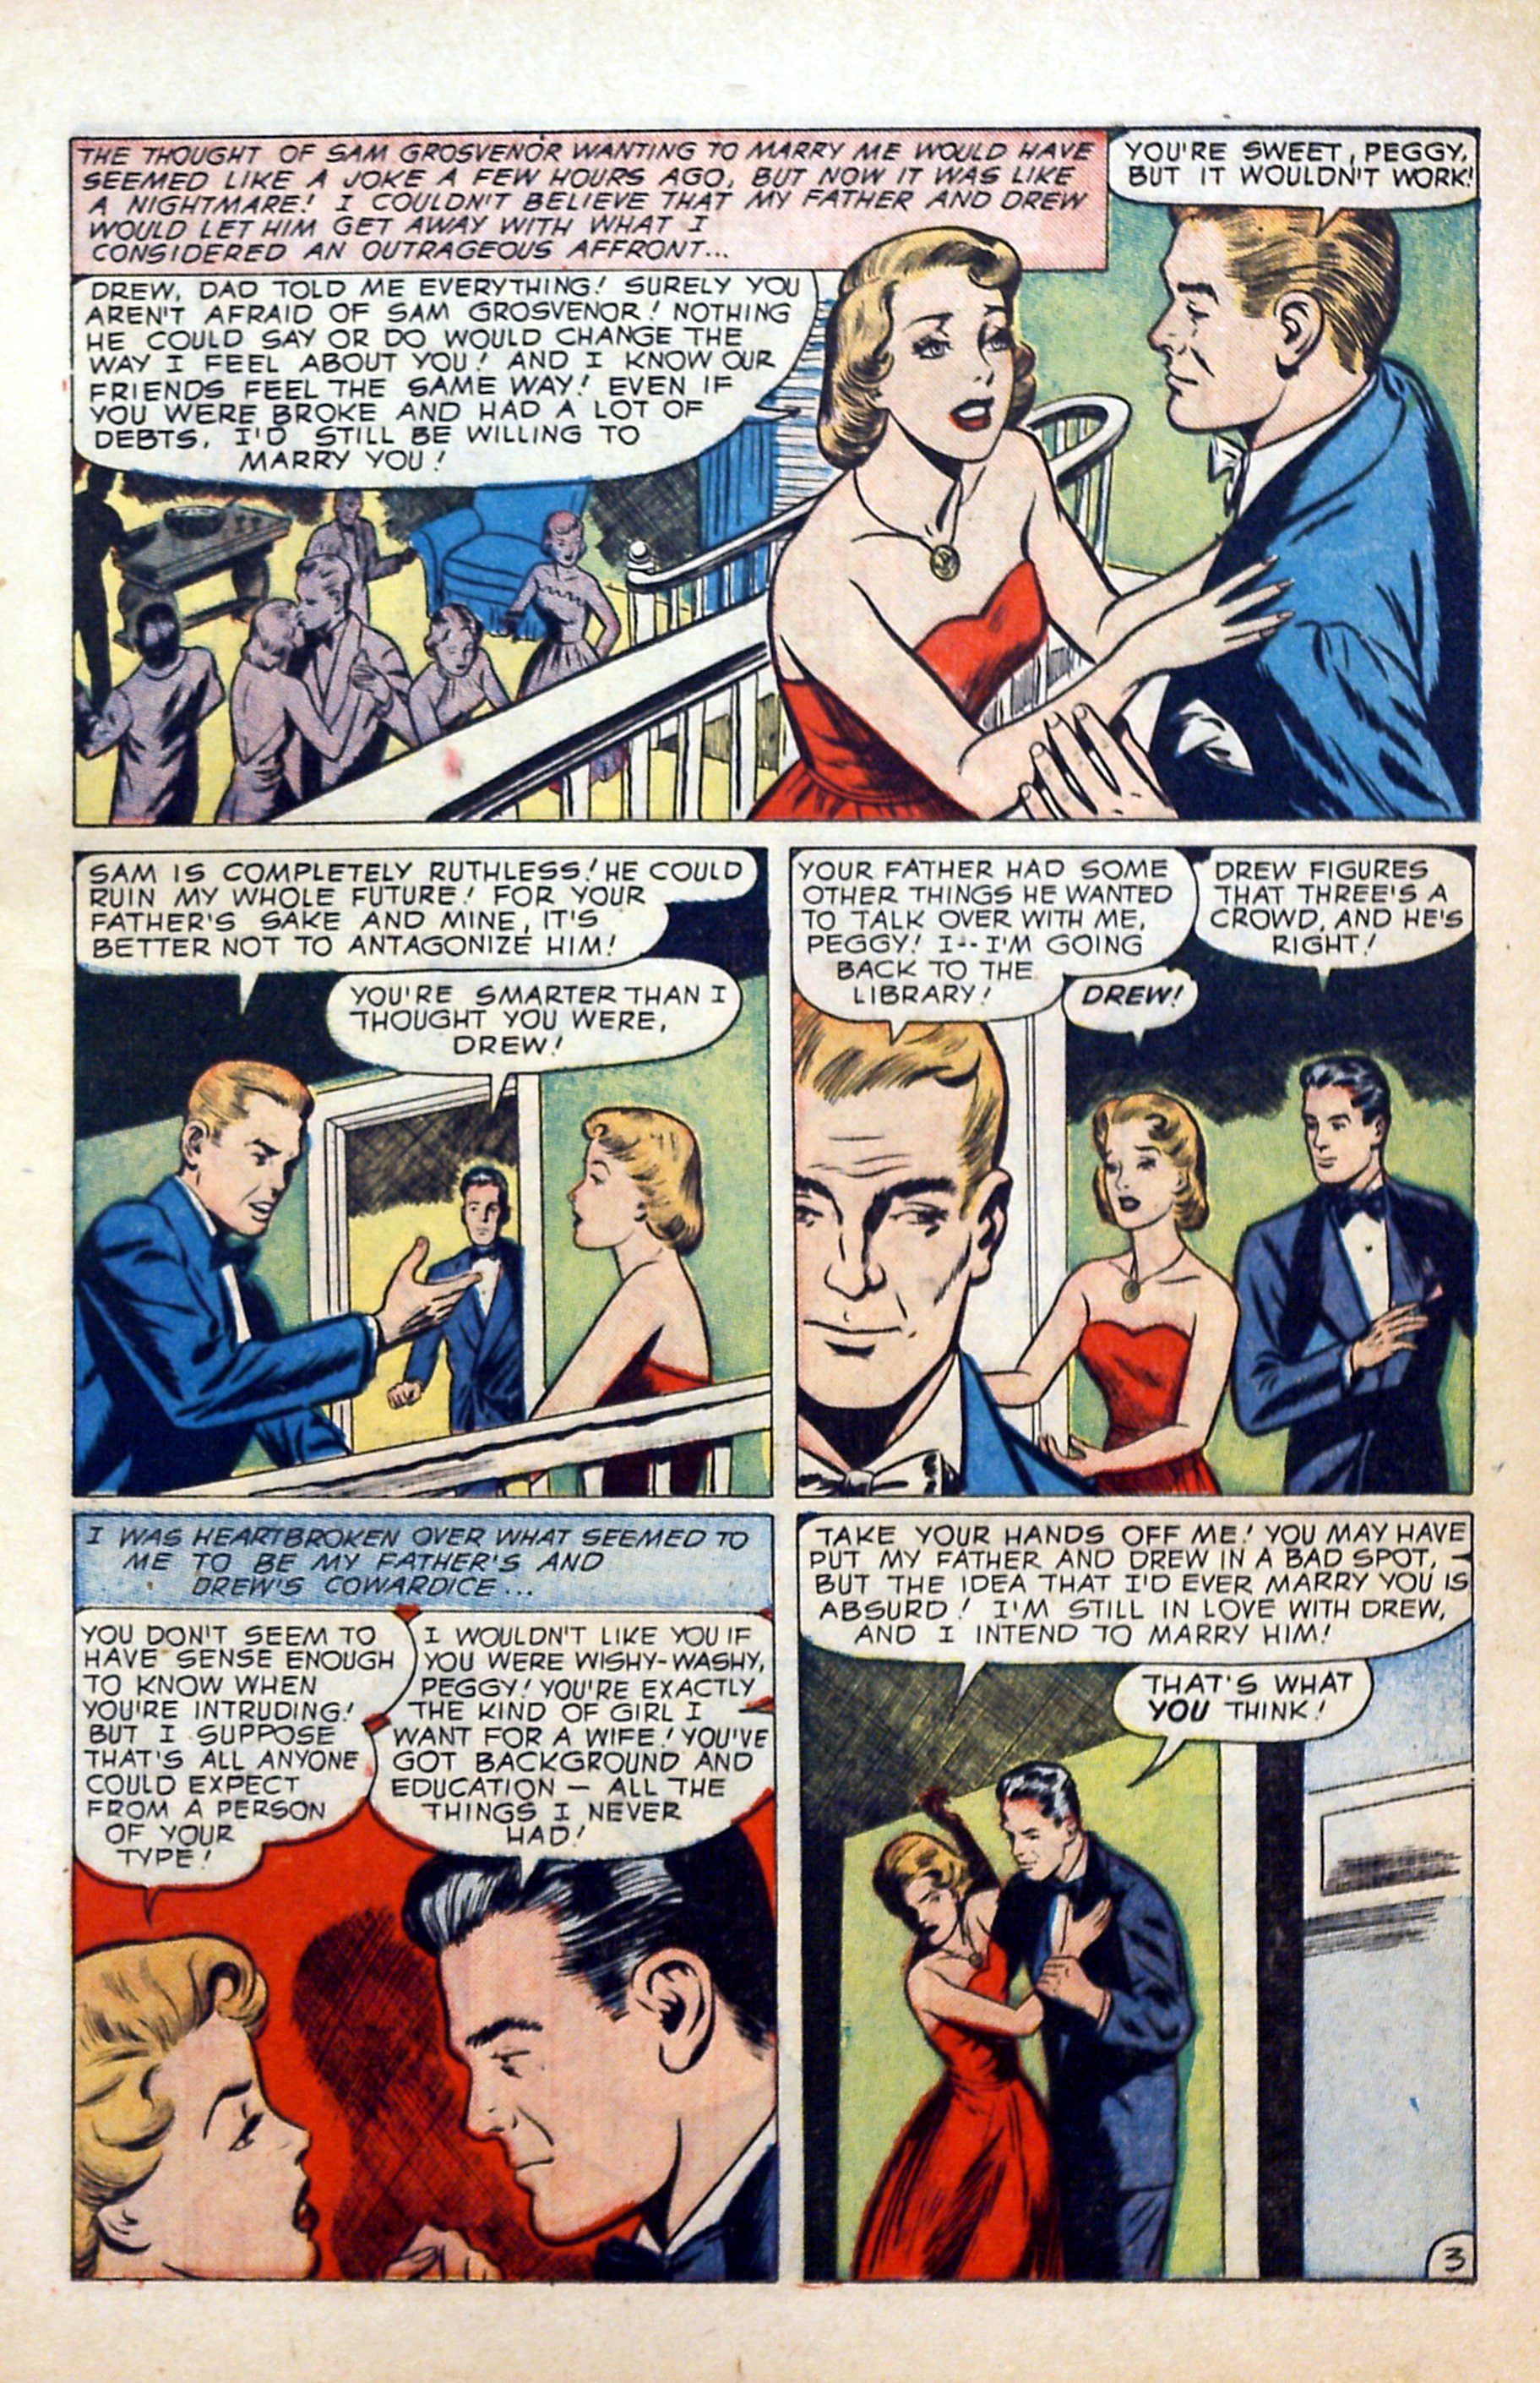 THE THOUGHT OF SAM GROSVENOR WANTING TO MARRY ME WOULD HAVE
SEEMED LIKE A JOKE A FEW HOURS AGO, BUT NOW IT WAS LIKE
A NIGHTMARE! I COULDN'T BELIEVE THAT MY FATHER AND DREW
WOULD LET HIM GET AWAY WITH WHAT I
CONSIDERED AN OUTRAGEOUS AFFRONT...
DREW, DAD TOLD ME EVERYTHING! SURELY YOU
AREN'T AFRAID OF SAM GROSVENOR! NOTHING
HE COULD SAY OR DO WOULD CHANGE THE
WAY I FEEL ABOUT YOU! AND I KNOW OUR
FRIENDS FEEL THE SAME WAY! EVEN IF
YOU WERE BROKE AND HAD A LOT OF
DEBTS, I'D STILL BE WILLING TO
MARRY YOU!
YOU'RE SWEET, PEGGY,
BUT IT WOULDN'T WORK!
SAM IS COMPLETELY RUTHLESS! HE COULD
RUIN MY WHOLE FUTURE! FOR YOUR
FATHER'S SAKE AND MINE, IT'S
BETTER NOT TO ANTAGONIZE HIM!
YOU'RE SMARTER THAN I
THOUGHT YOU WERE,
DREW!
YOUR FATHER HAD SOME
OTHER THINGS HE WANTED
TO TALK OVER WITH ME,
PEGGY! I-- I'M GOING
BACK TO THE
LIBRARY!
DREW!
DREW FIGURES
THAT THREE'S A
CROWD, AND HE'S
RIGHT!
I WAS HEARTBROKEN OVER WHAT SEEMED TO
ME TO BE MY FATHER'S AND
DREW'S COWARDICE...
YOU DON'T SEEM TO
HAVE SENSE ENOUGH
TO KNOW WHEN
YOU'RE INTRUDING!
BUT I SUPPOSE
THAT'S ALL ANYONE
COULD EXPECT
FROM A PERSON
OF YOUR
TYPE!
I WOULDN'T LIKE YOU IF
YOU WERE WISHY-WASHY,
PEGGY! YOU'RE EXACTLY
THE KIND OF GIRL I
WANT FOR A WIFE! YOU'VE
GOT BACKGROUND AND
EDUCATION — ALL THE
THINGS I NEVER
HAD!
TAKE YOUR HANDS OFF ME! YOU MAY HAVE
PUT MY FATHER AND DREW IN A BAD SPOT,
BUT THE IDEA THAT I'D EVER MARRY YOU IS
ABSURD! I'M STILL IN LOVE WITH DREW,
AND I INTEND TO MARRY HIM!
THAT'S WHAT
YOU THINK!
3